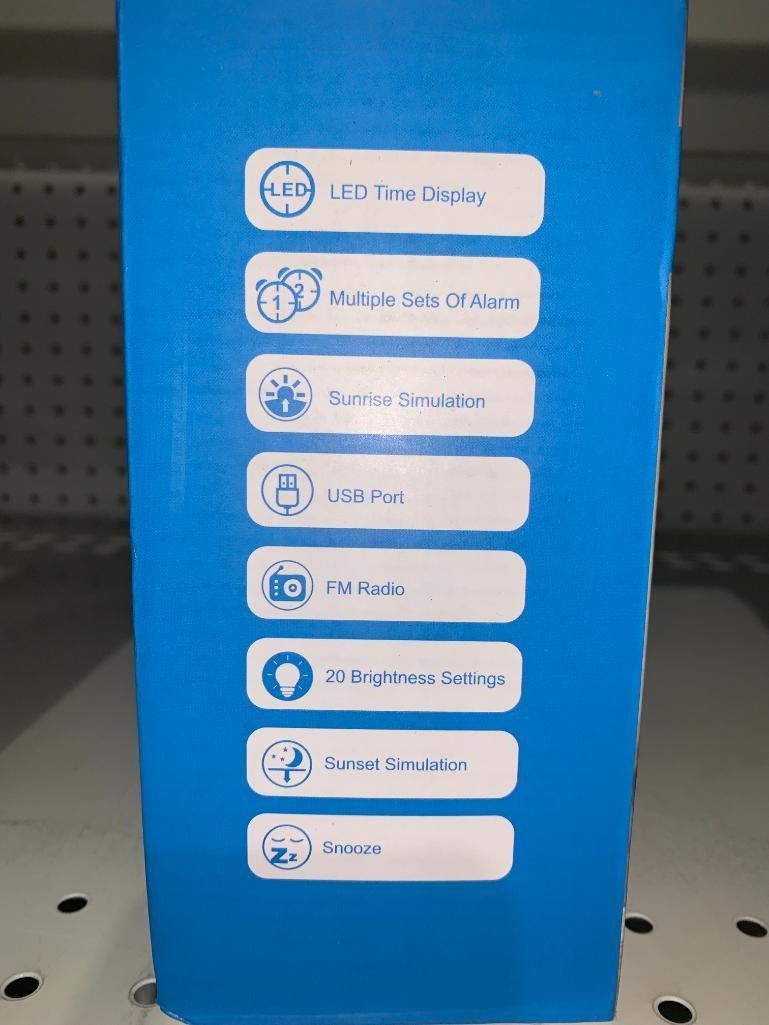 LED
LED Time Display
1 2
Multiple Sets Of Alarm
Sunrise Simulation
USB Port
FM Radio
20 Brightness Settings
Sunset Simulation
Zz
Snooze